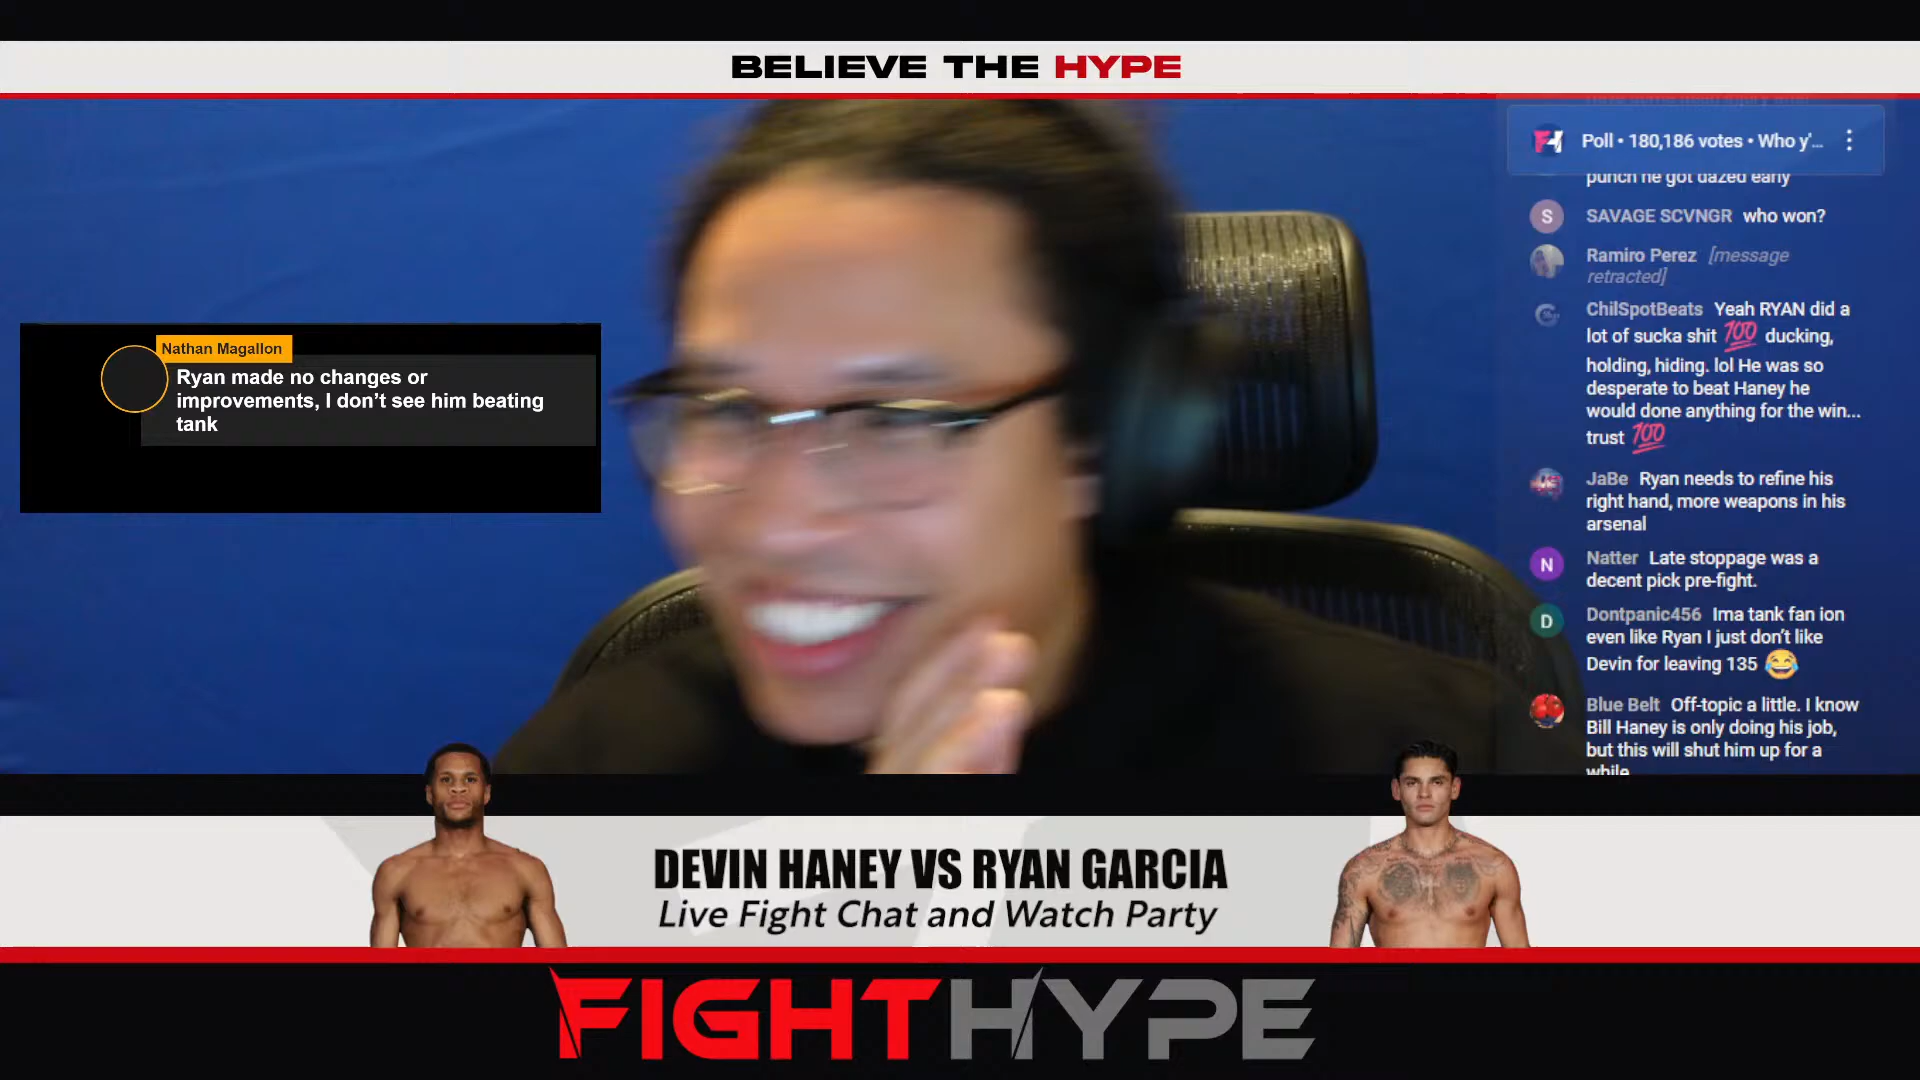 BELIEVE THE HYPE
Poll • 180,186 votes • Who y'...
punch he got dazed early
SAVAGE SCVNGR who won?
Ramiro Perez [message
retracted]
ChilSpotBeats Yeah RYAN did a
lot of sucka shit 💯 ducking,
holding, hiding. lol He was so
desperate to beat Haney he
would done anything for the win...
trust 💯
JaBe Ryan needs to refine his
right hand, more weapons in his
arsenal
N
Natter Late stoppage was a
decent pick pre-fight.
D
Dontpanic456 Ima tank fan ion
even like Ryan I just don't like
Devin for leaving 135 😂
Blue Belt Off-topic a little. I know
Bill Haney is only doing his job,
but this will shut him up for a
while
S
Nathan Magallon
Ryan made no changes or
improvements, I don't see him beating
tank
DEVIN HANEY VS RYAN GARCIA
Live Fight Chat and Watch Party
FIGHTHYPE